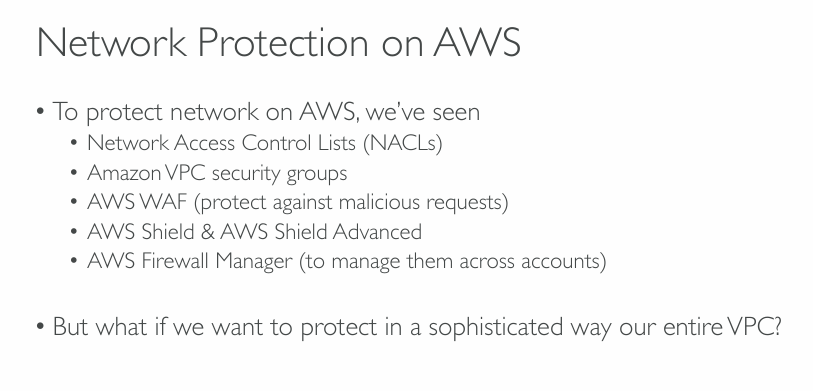 Network Protection on AWS
• To protect network on AWS, we've seen
• Network Access Control Lists (NACLs)
• Amazon VPC security groups
• AWS WAF (protect against malicious requests)
• AWS Shield & AWS Shield Advanced
• AWS Firewall Manager (to manage them across accounts)
• But what if we want to protect in a sophisticated way our entire VPC?